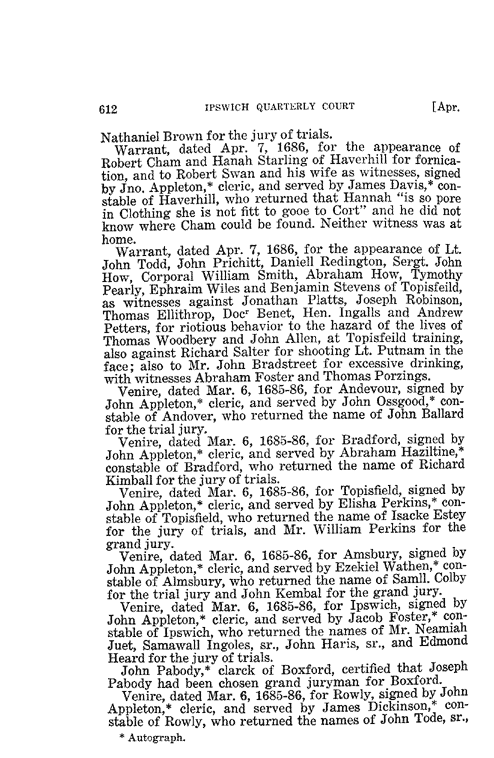 612 IPSWICH QUARTERLY COURT [Apr.
Nathaniel Brown for the jury of trials.
Warrant, dated Apr. 7, 1686, for the appearance of
Robert Cham and Hanah Starling of Haverhill for fornica-
tion, and to Robert Swan and his wife as witnesses, signed
by Jno. Appleton,* cleric, and served by James Davis,* con-
stable of Haverhill, who returned that Hannah "is so pore
in Clothing she is not fitt to gooe to Cort" and he did not
know where Cham could be found. Neither witness was at
home.
Warrant, dated Apr. 7, 1686, for the appearance of Lt.
John Todd, John Prichitt, Daniell Redington, Sergt. John
How, Corporal William Smith, Abraham How, Tymothy
Pearly, Ephraim Wiles and Benjamin Stevens of Topisfeild,
as witnesses against Jonathan Platts, Joseph Robinson,
Thomas Ellithrop, Docr Benet, Hen. Ingalls and Andrew
Petters, for riotious behavior to the hazard of the lives of
Thomas Woodbery and John Allen, at Topisfeild training,
also against Richard Salter for shooting Lt. Putnam in the
face; also to Mr. John Bradstreet for excessive drinking,
with witnesses Abraham Foster and Thomas Porzings.
Venire, dated Mar. 6, 1685-86, for Andevour, signed by
John Appleton,* cleric, and served by John Ossgood,* con-
stable of Andover, who returned the name of John Ballard
for the trial jury.
Venire, dated Mar. 6, 1685-86, for Bradford, signed by
John Appleton,* cleric, and served by Abraham Haziltine,*
constable of Bradford, who returned the name of Richard
Kimball for the jury of trials.
Venire, dated Mar. 6, 1685-86, for Topisfield, signed by
John Appleton,* cleric, and served by Elisha Perkins,* con-
stable of Topisfield, who returned the name of Isacke Estey
for the jury of trials, and Mr. William Perkins for the
grand jury.
Venire, dated Mar. 6, 1685-86, for Amsbury, signed by
John Appleton,* cleric, and served by Ezekiel Wathen,* con-
stable of Almsbury, who returned the name of Samll. Colby
for the trial jury and John Kembal for the grand jury.
Venire, dated Mar. 6, 1685-86, for Ipswich, signed by
John Appleton,* cleric, and served by Jacob Foster,* con-
stable of Ipswich, who returned the names of Mr. Neamiah
Juet, Samawall Ingoles, sr., John Haris, sr., and Edmond
Heard for the jury of trials.
John Pabody,* clarck of Boxford, certified that Joseph
Pabody had been chosen grand juryman for Boxford.
Venire, dated Mar. 6, 1685-86, for Rowly, signed by John
Appleton,* cleric, and served by James Dickinson,* con-
stable of Rowly, who returned the names of John Tode, sr.,
* Autograph.